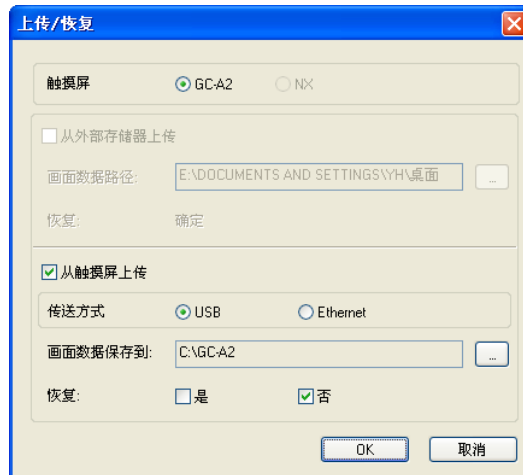 上传/恢复
触摸屏 GC-A2 NX
从外部存储器上传
画面数据路径: E:\DOCUMENTS AND SETTINGS\YH\桌面 ...
恢复: 确定
从触摸屏上传
传送方式 USB Ethernet
画面数据保存到: C:\GC-A2 ...
恢复: 是 否
OK 取消